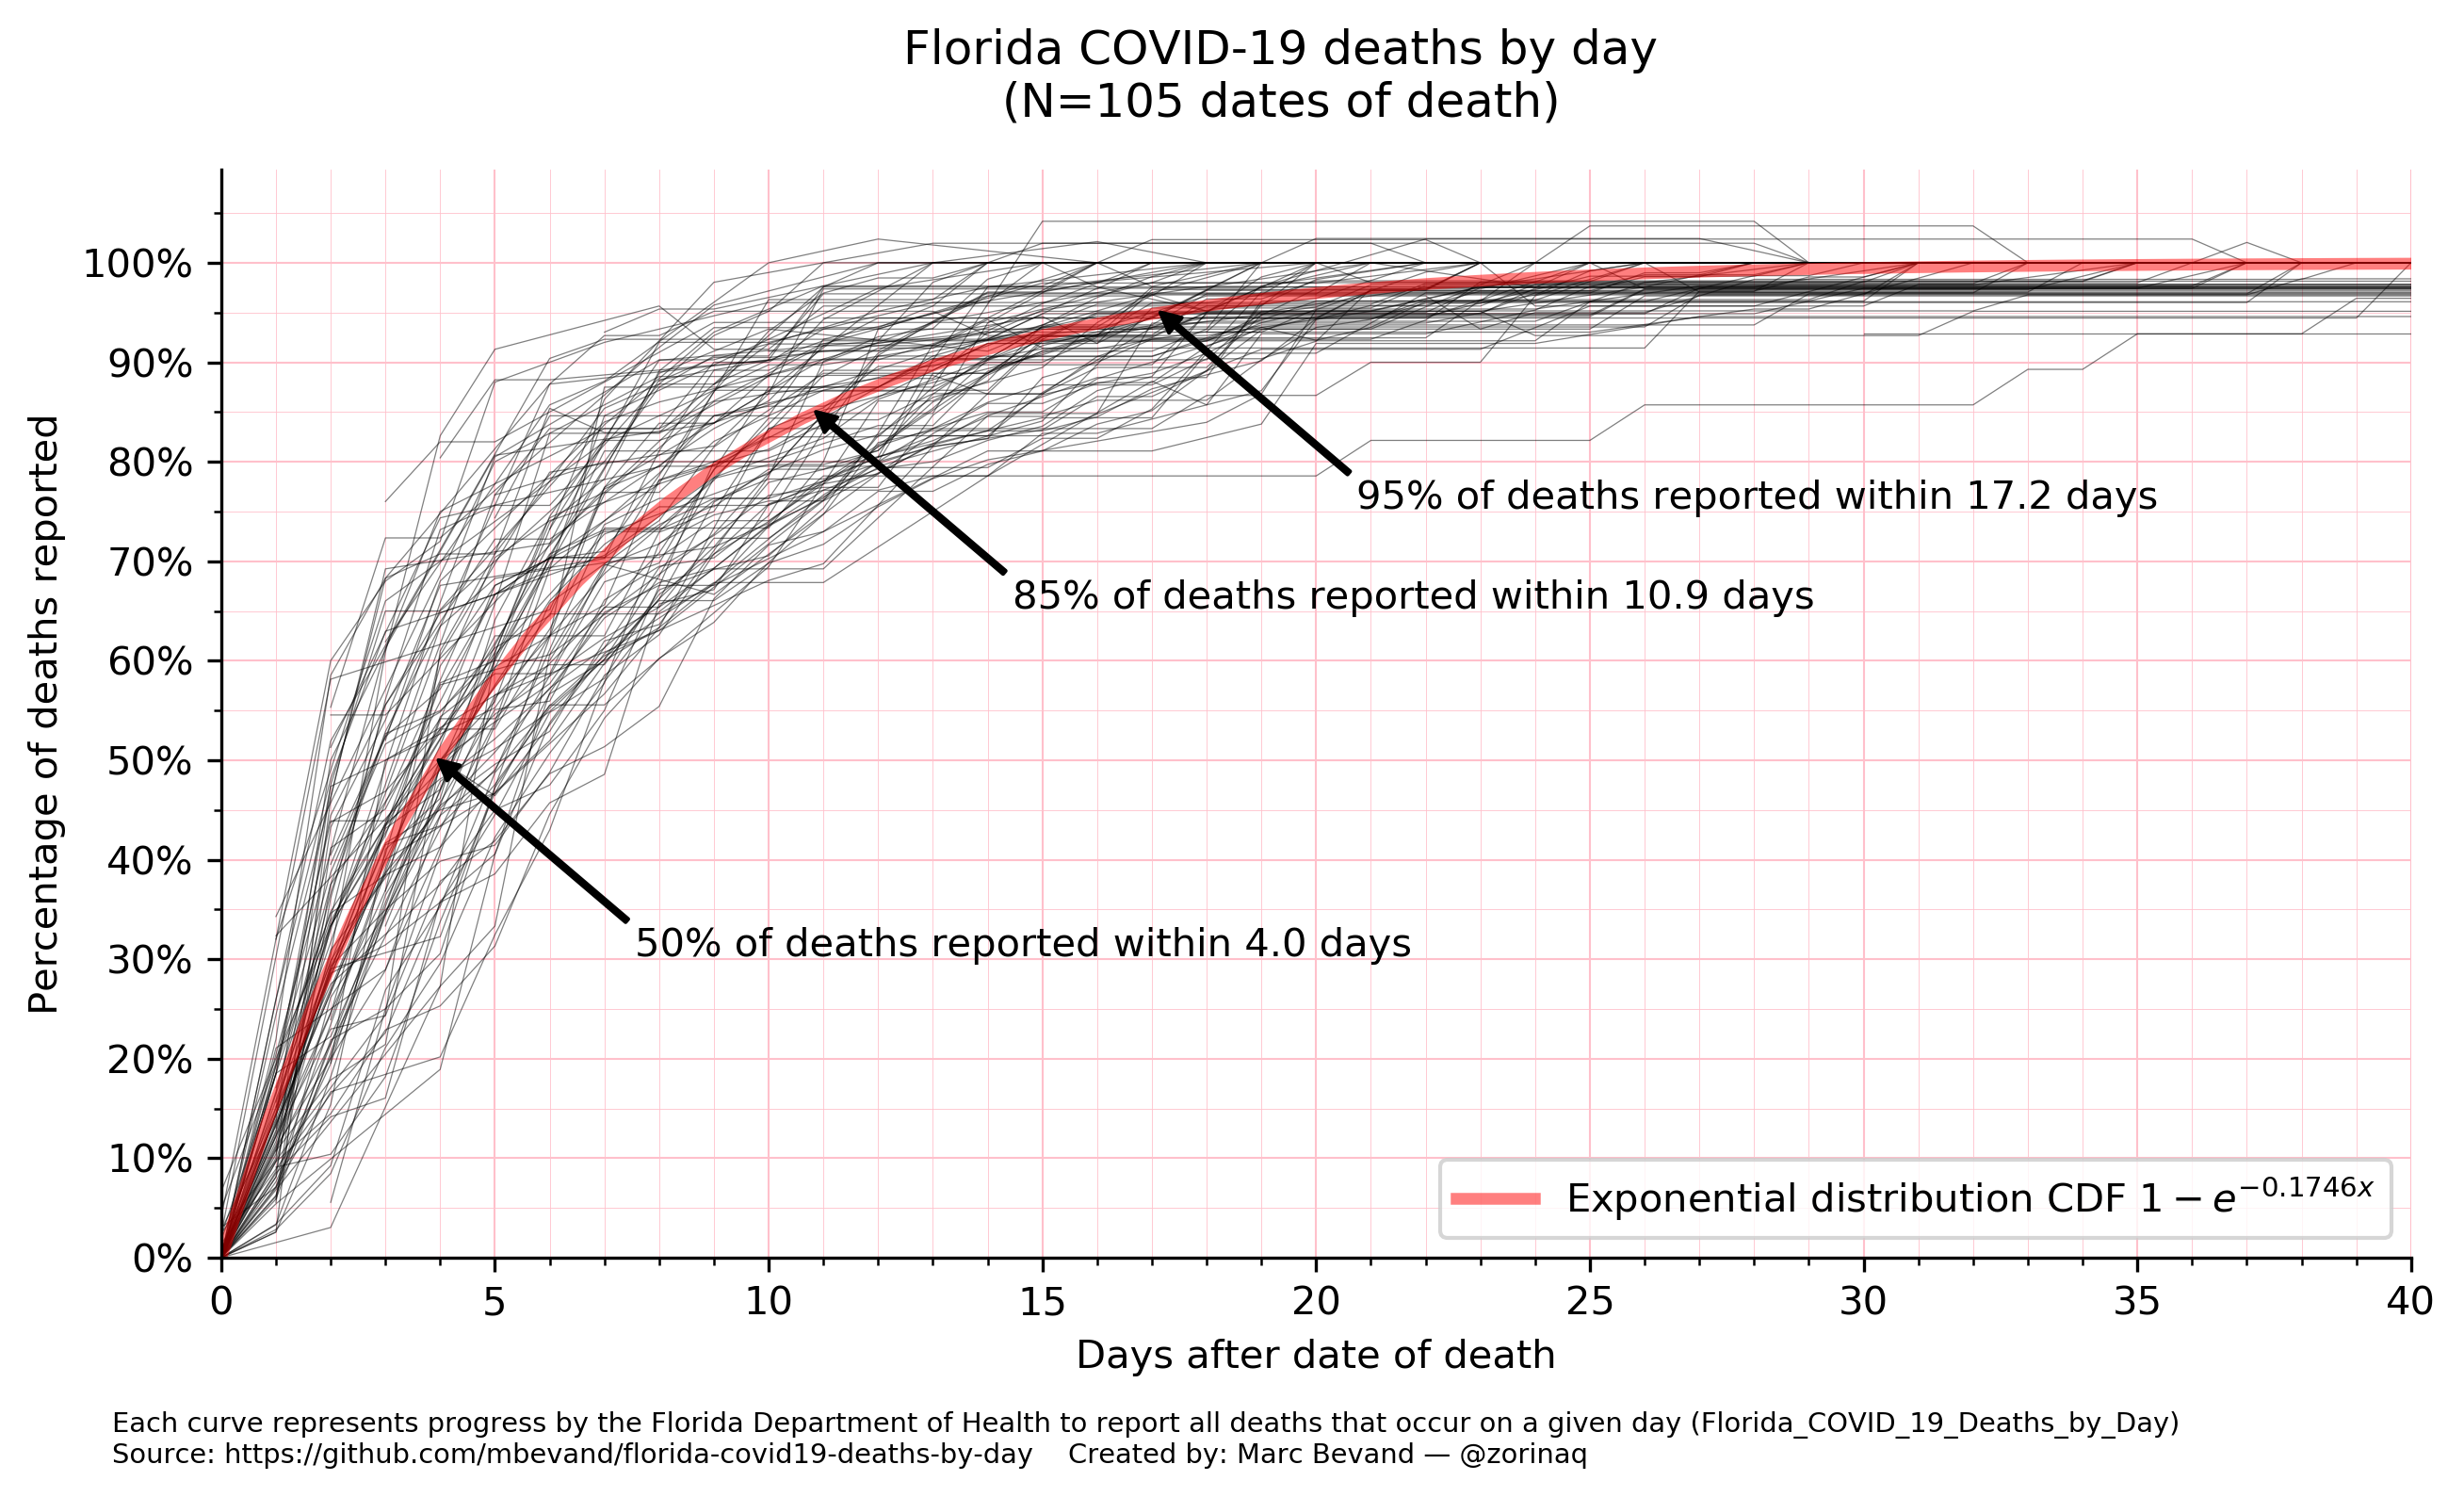 Florida COVID-19 deaths by day
(N=105 dates of death)
Percentage of deaths reported
100%
90%
80%
70%
60%
50%
40%
30%
20%
10%
0%
95% of deaths reported within 17.2 days
85% of deaths reported within 10.9 days
50% of deaths reported within 4.0 days
Exponential distribution CDF 1 − e^{−0.1746x}
0 5 10 15 20 25 30 35 40
Days after date of death
Each curve represents progress by the Florida Department of Health to report all deaths that occur on a given day (Florida_COVID_19_Deaths_by_Day)
Source: https://github.com/mbevand/florida-covid19-deaths-by-day Created by: Marc Bevand — @zorinaq